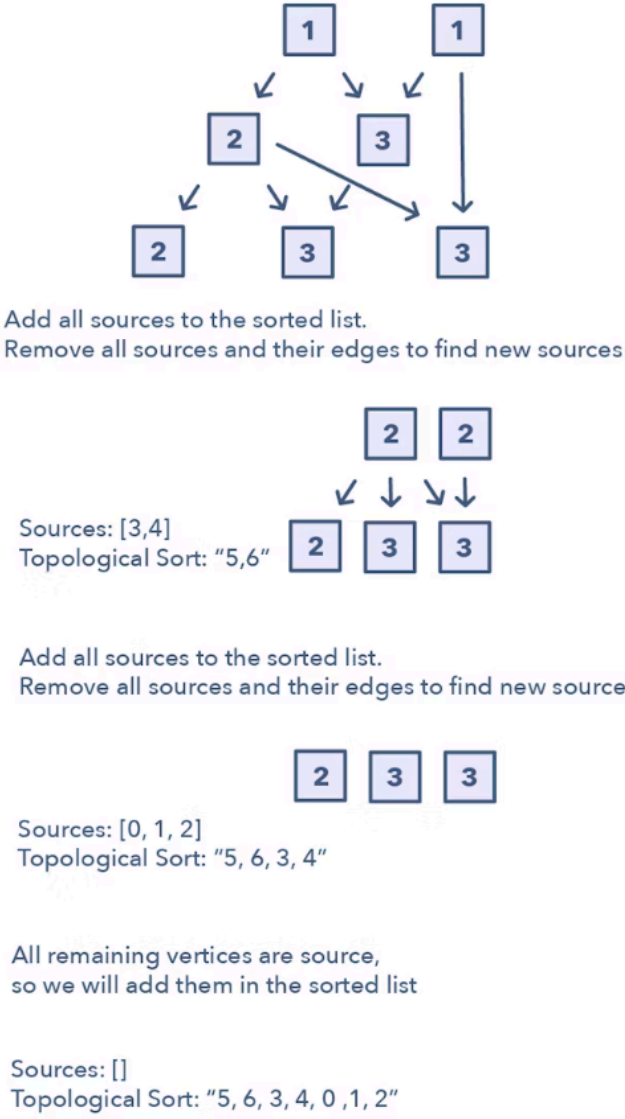 1 1
2 3
2 3 3
Add all sources to the sorted list.
Remove all sources and their edges to find new sources
2 2
Sources: [3,4]
2 3 3
Topological Sort: "5,6"
Add all sources to the sorted list.
Remove all sources and their edges to find new source
2 3 3
Sources: [0, 1, 2]
Topological Sort: "5, 6, 3, 4"
All remaining vertices are source,
so we will add them in the sorted list
Sources: []
Topological Sort: "5, 6, 3, 4, 0 ,1, 2"